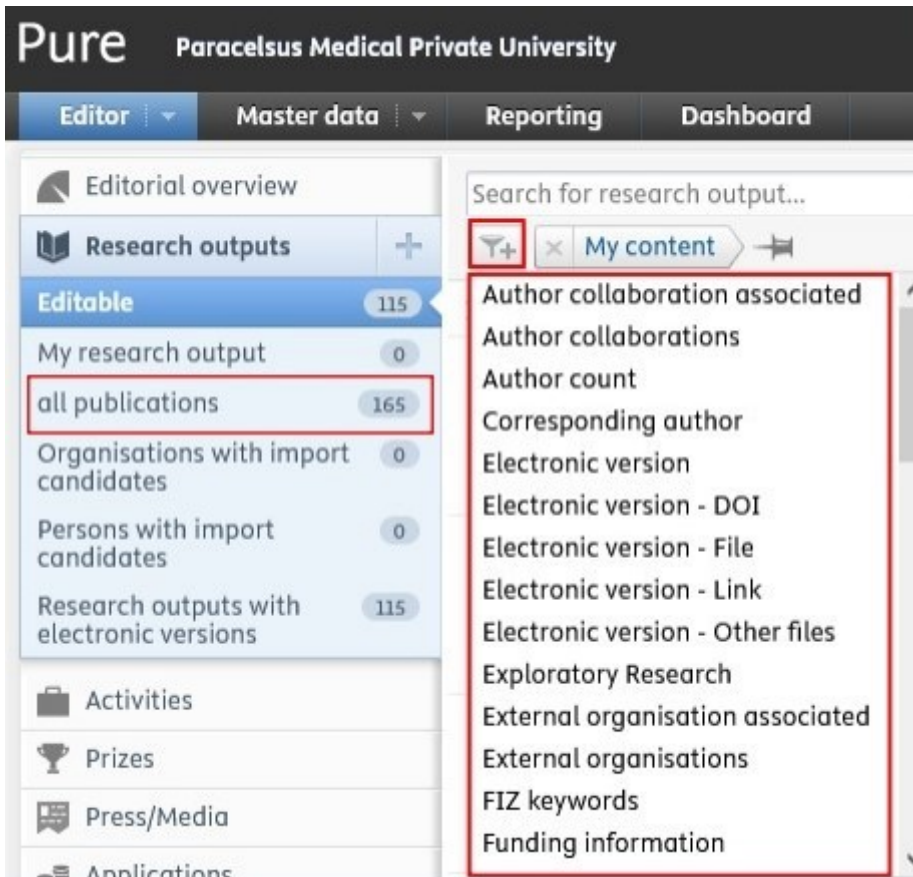 Pure Paracelsus Medical Private University
Editor Master data Reporting Dashboard
Editorial overview
Research outputs
Editable 115
My research output 0
all publications 165
Organisations with import 0
candidates
Persons with import 0
candidates
Research outputs with 115
electronic versions
Activities
Prizes
Press/Media
Applications
Search for research output...
My content
Author collaboration associated
Author collaborations
Author count
Corresponding author
Electronic version
Electronic version - DOI
Electronic version - File
Electronic version - Link
Electronic version - Other files
Exploratory Research
External organisation associated
External organisations
FIZ keywords
Funding information